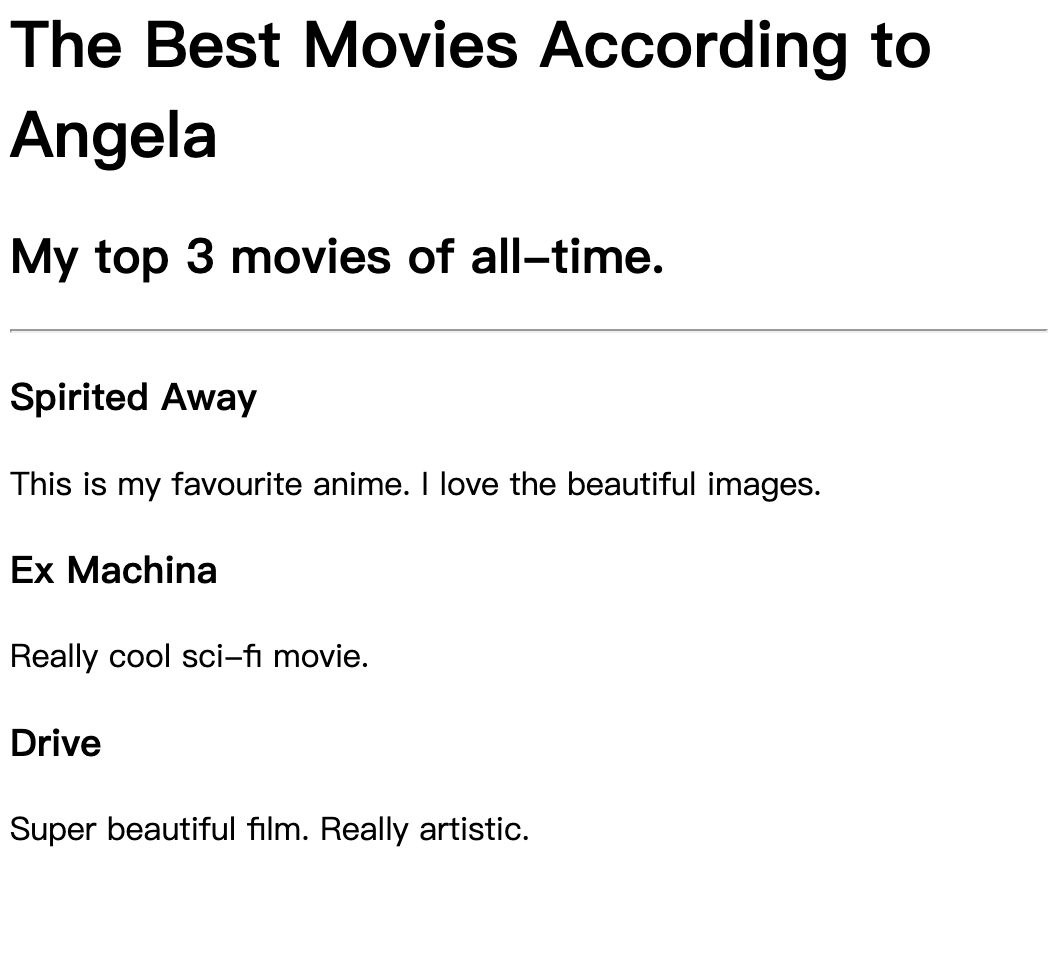 The Best Movies According to
Angela
My top 3 movies of all-time.
Spirited Away
This is my favourite anime. I love the beautiful images.
Ex Machina
Really cool sci-fi movie.
Drive
Super beautiful film. Really artistic.